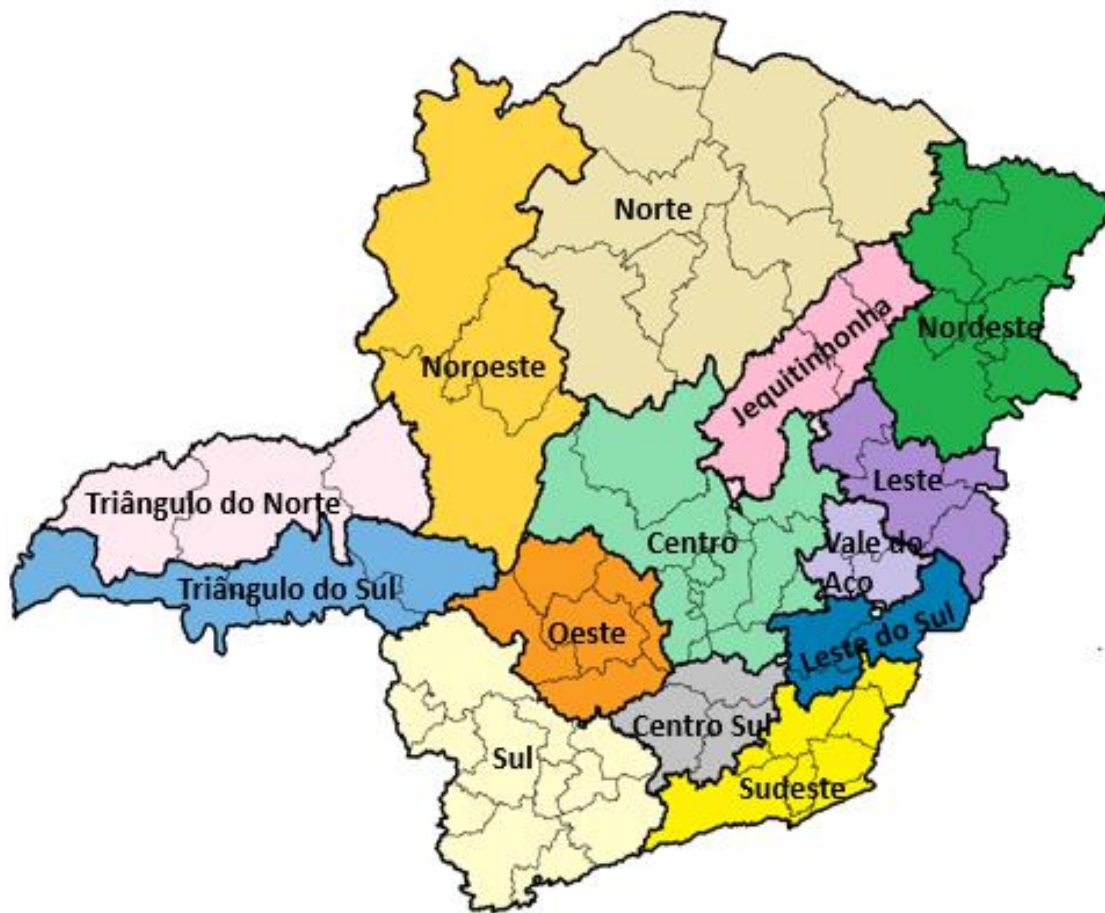 Norte
Jequitinhonha
Nordeste
Noroeste
Leste
Triângulo do Norte
Centro
Vale do
Aço
Triângulo do Sul
Oeste
Leste do Sul
Centro Sul
Sul
Sudeste